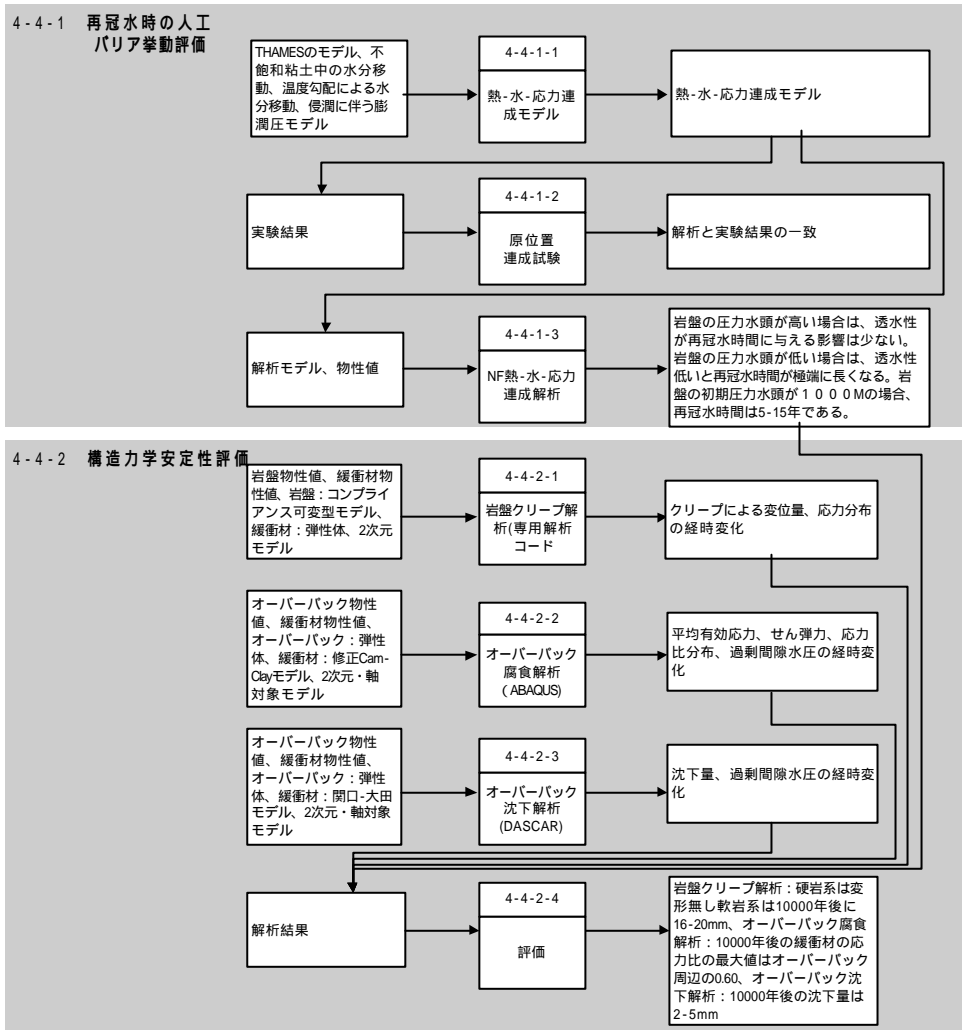 4-4-1 再冠水時の人工
バリア挙動評価
THAMESのモデル、不
飽和粘土中の水分移
動、温度勾配による水
分移動、侵潤に伴う膨
潤圧モデル
4-4-1-1
熱-水-応力連
成モデル
熱-水-応力連成モデル
実験結果
4-4-1-2
原位置
連成試験
解析と実験結果の一致
解析モデル、物性値
4-4-1-3
NF熱-水-応力
連成解析
岩盤の圧力水頭が高い場合は、透水性
が再冠水時間に与える影響は少ない。
岩盤の圧力水頭が低い場合は、透水性
低いと再冠水時間が極端に長くなる。岩
盤の初期圧力水頭が1000Mの場合、
再冠水時間は5-15年である。
4-4-2 構造力学安定性評価
岩盤物性値、緩衝材物
性値、岩盤：コンプライ
アンス可変型モデル、
緩衝材：弾性体、2次元
モデル
4-4-2-1
岩盤クリープ解
析(専用解析
コード
クリープによる変位量、応力分布
の経時変化
オーバーパック物性
値、緩衝材物性値、
オーバーパック：弾性
体、緩衝材：修正Cam-
Clayモデル、2次元・軸
対象モデル
4-4-2-2
オーバーパック
腐食解析
(ABAQUS)
平均有効応力、せん弾力、応力
比分布、過剰間隙水圧の経時変
化
オーバーパック物性
値、緩衝材物性値、
オーバーパック：弾性
体、緩衝材：関口-大田
モデル、2次元・軸対象
モデル
4-4-2-3
オーバーパック
沈下解析
(DASCAR)
沈下量、過剰間隙水圧の経時変
化
解析結果
4-4-2-4
評価
岩盤クリープ解析：硬岩系は変
形無し軟岩系は10000年後に
16-20mm、オーバーパック腐食
解析：10000年後の緩衝材の応
力比の最大値はオーバーパック
周辺の0.60、オーバーパック沈
下解析：10000年後の沈下量は
2-5mm